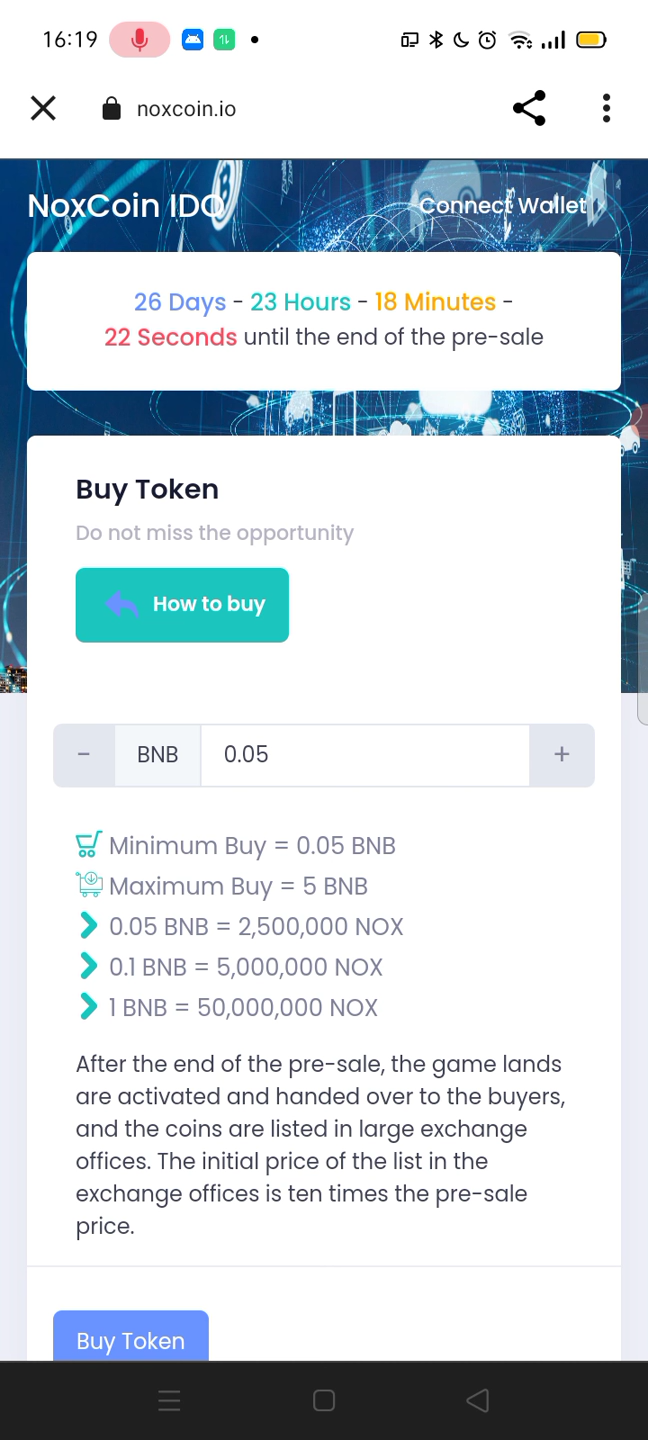 16:19
noxcoin.io
NoxCoin IDO
Connect Wallet
26 Days - 23 Hours - 18 Minutes -
22 Seconds until the end of the pre-sale
Buy Token
Do not miss the opportunity
How to buy
− BNB 0.05 +
Minimum Buy = 0.05 BNB
Maximum Buy = 5 BNB
0.05 BNB = 2,500,000 NOX
0.1 BNB = 5,000,000 NOX
1 BNB = 50,000,000 NOX
After the end of the pre-sale, the game lands
are activated and handed over to the buyers,
and the coins are listed in large exchange
offices. The initial price of the list in the
exchange offices is ten times the pre-sale
price.
Buy Token